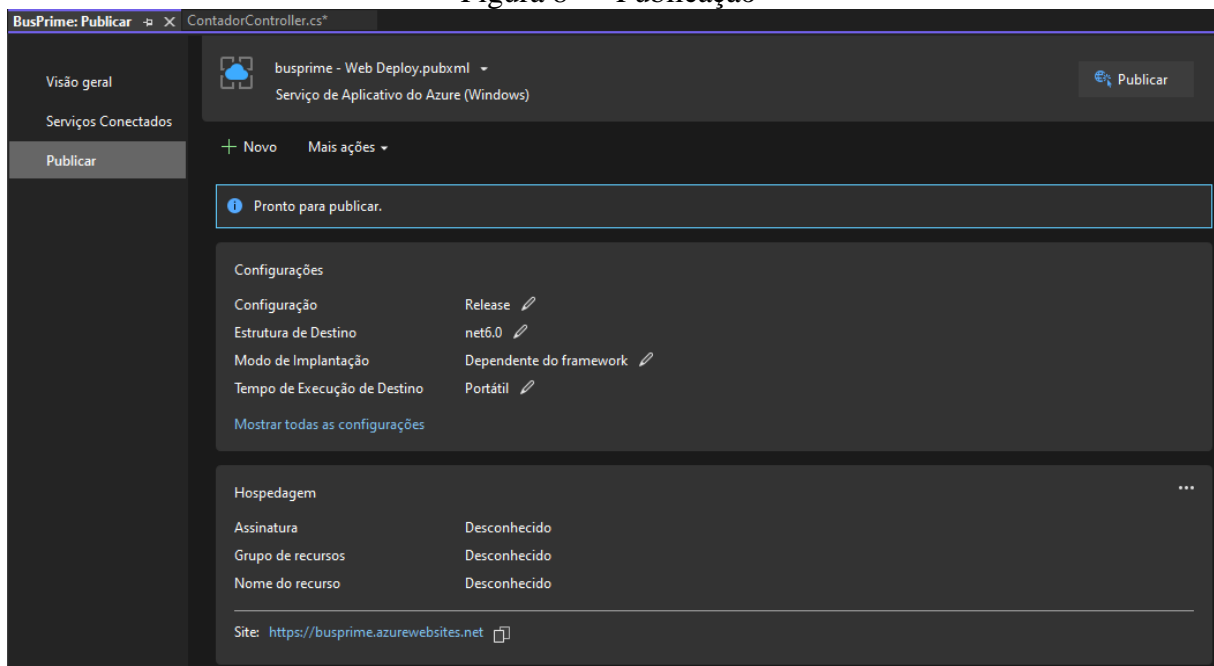 Publicação
BusPrime: Publicar ContadorController.cs*
Visão geral
Serviços Conectados
Publicar
busprime - Web Deploy.pubxml
Serviço de Aplicativo do Azure (Windows)
Publicar
Novo Mais ações
Pronto para publicar.
Configurações
Configuração Release
Estrutura de Destino net6.0
Modo de Implantação Dependente do framework
Tempo de Execução de Destino Portátil
Mostrar todas as configurações
Hospedagem
Assinatura Desconhecido
Grupo de recursos Desconhecido
Nome do recurso Desconhecido
Site: https://busprime.azurewebsites.net